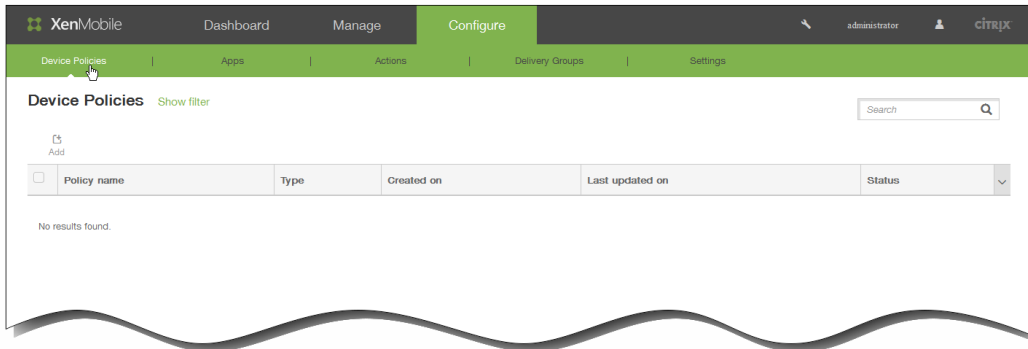 XenMobile Dashboard Manage Configure administrator CITRIX
Device Policies | Apps | Actions | Delivery Groups | Settings
Device Policies Show filter
Search
Add
Policy name Type Created on Last updated on Status
No results found.